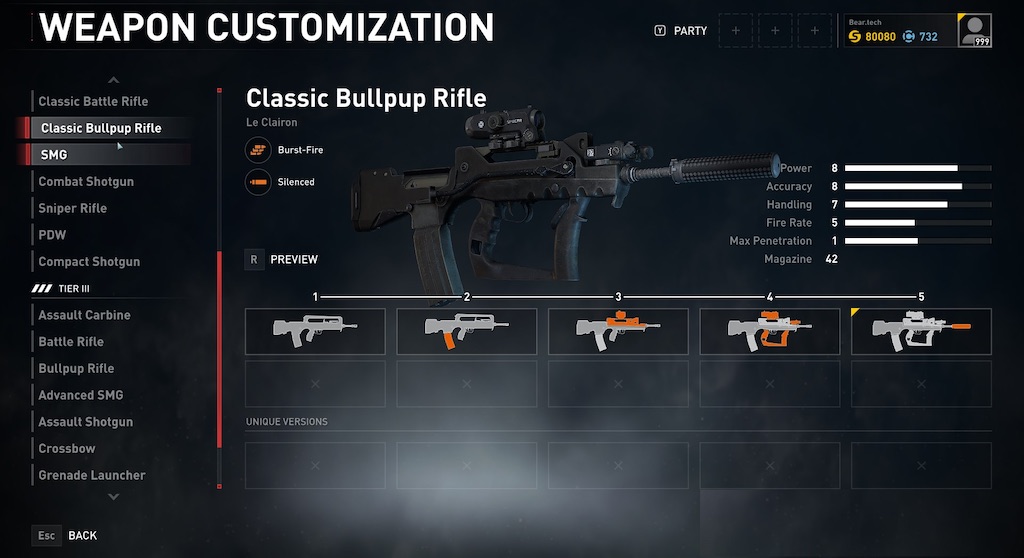 WEAPON CUSTOMIZATION
Y PARTY
Bear.tech
80080 732
999
Classic Battle Rifle
Classic Bullpup Rifle
SMG
Combat Shotgun
Sniper Rifle
PDW
Compact Shotgun
TIER III
Assault Carbine
Battle Rifle
Bullpup Rifle
Advanced SMG
Assault Shotgun
Crossbow
Grenade Launcher
Classic Bullpup Rifle
Le Clairon
Burst-Fire
Silenced
R PREVIEW
Power 8
Accuracy 8
Handling 7
Fire Rate 5
Max Penetration 1
Magazine 42
1 2 3 4 5
UNIQUE VERSIONS
Esc BACK